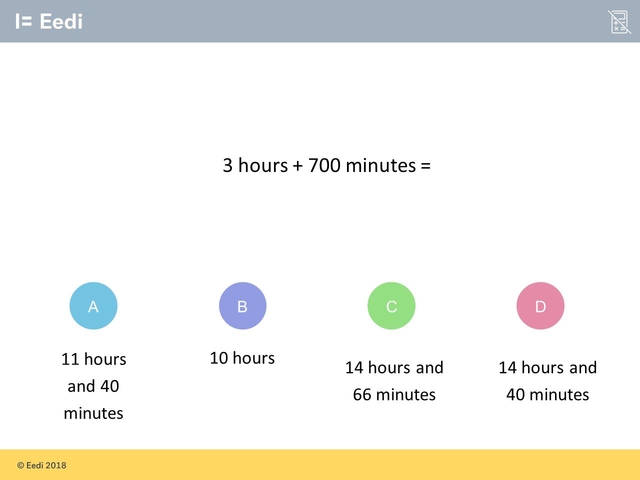 Eedi
3 hours + 700 minutes =
A
B
C
D
11 hours
and 40
minutes
10 hours
14 hours and
66 minutes
14 hours and
40 minutes
© Eedi 2018